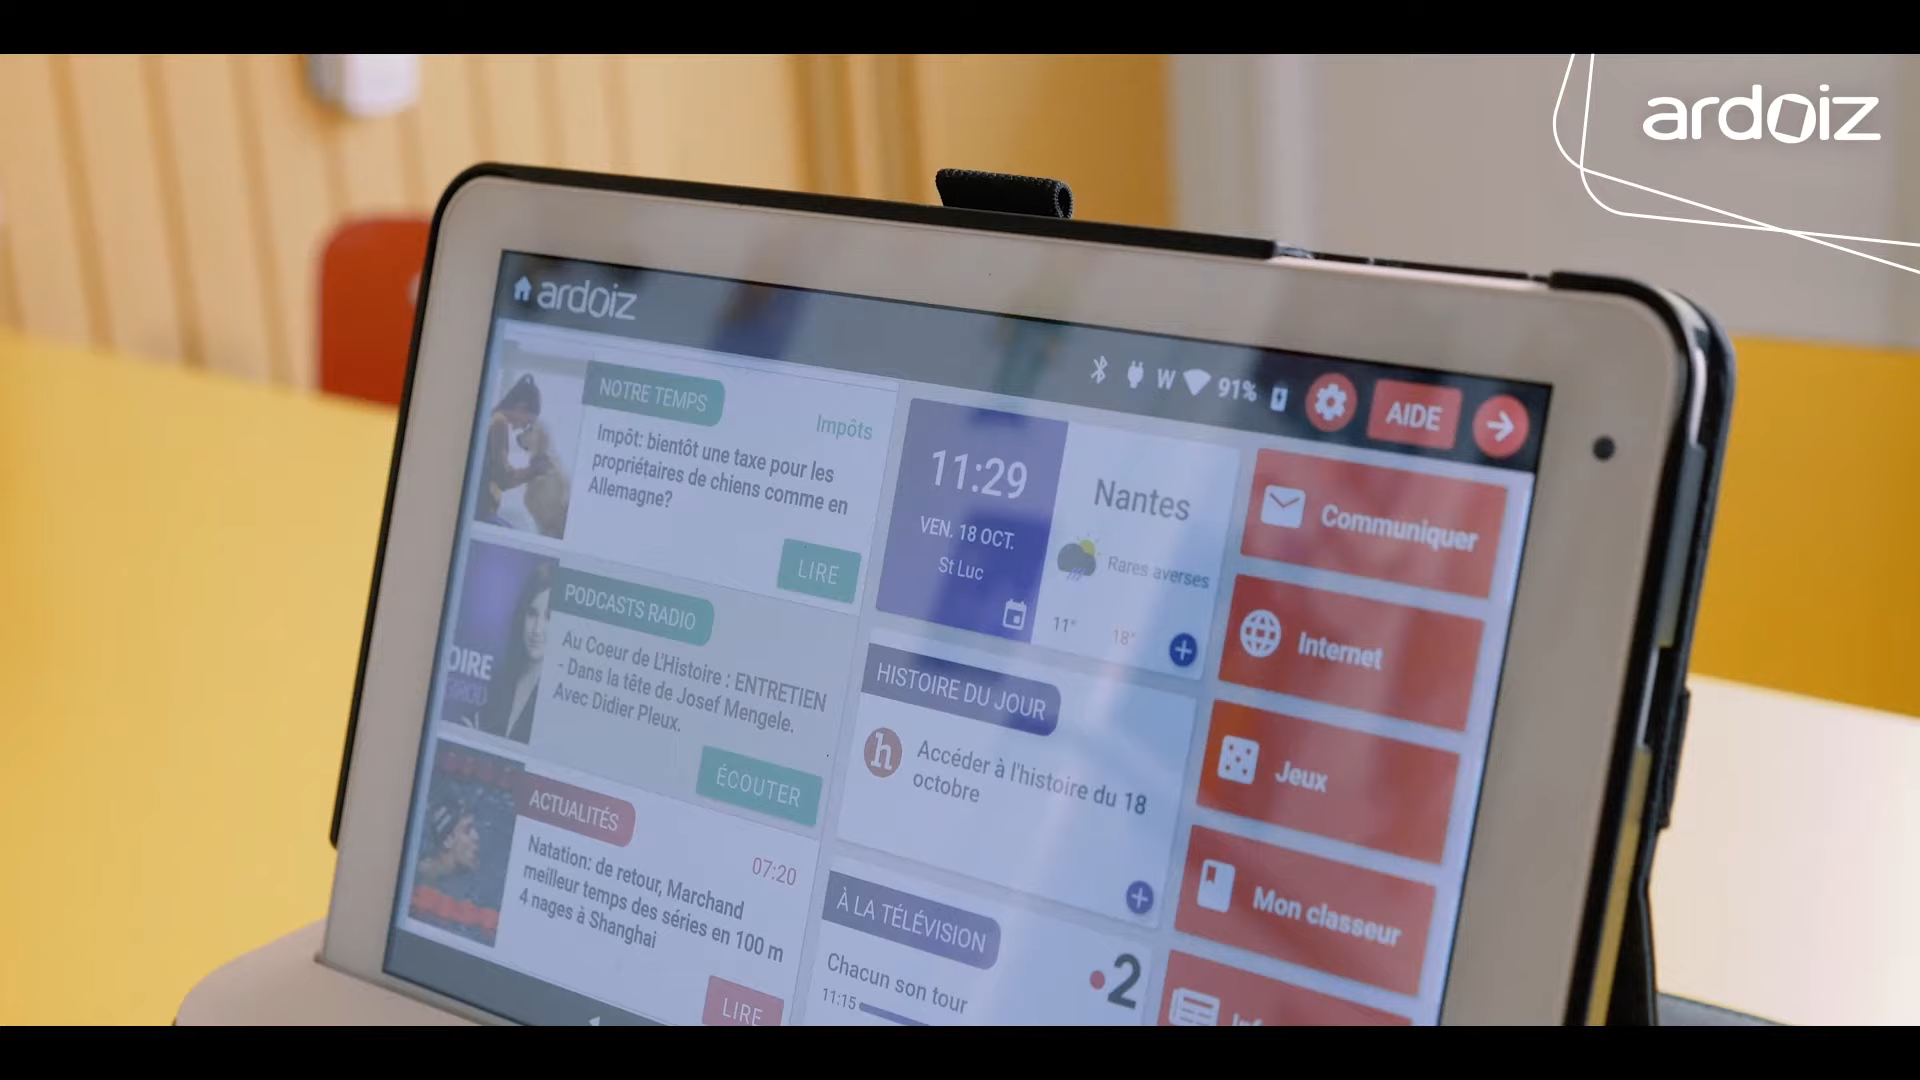 ardoiz
ardoiz
W 91%
AIDE
NOTRE TEMPS
Impôts
Impôt: bientôt une taxe pour les
propriétaires de chiens comme en
Allemagne?
LIRE
PODCASTS RADIO
Au Coeur de L'Histoire : ENTRETIEN
- Dans la tête de Josef Mengele.
Avec Didier Pleux.
OIRE
ÉCOUTER
ACTUALITÉS
07:20
Natation: de retour, Marchand
meilleur temps des séries en 100 m
4 nages à Shanghai
LIRE
11:29
VEN. 18 OCT.
St Luc
Nantes
Rares averses
11° 18°
HISTOIRE DU JOUR
h
Accéder à l'histoire du 18
octobre
À LA TÉLÉVISION
Chacun son tour
11:15
2
Communiquer
Internet
Jeux
Mon classeur